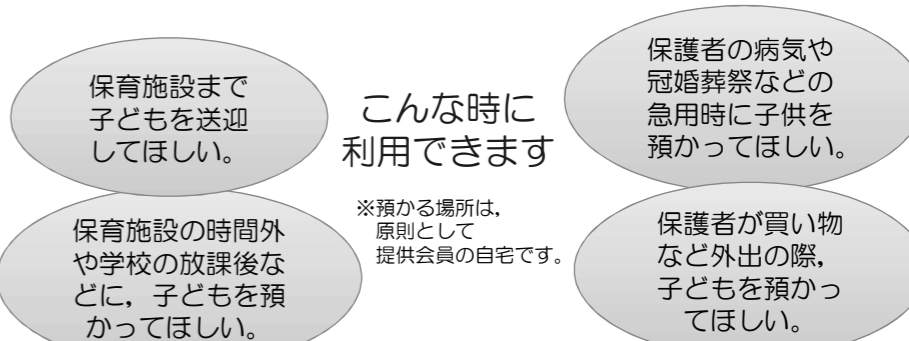 保育施設まで
子どもを送迎
してほしい。
こんな時に
利用できます
保護者の病気や
冠婚葬祭などの
急用時に子供を
預かってほしい。
保育施設の時間外
や学校の放課後な
どに，子どもを預
かってほしい。
※預かる場所は，
原則として
提供会員の自宅です。
保護者が買い物
など外出の際，
子どもを預かっ
てほしい。